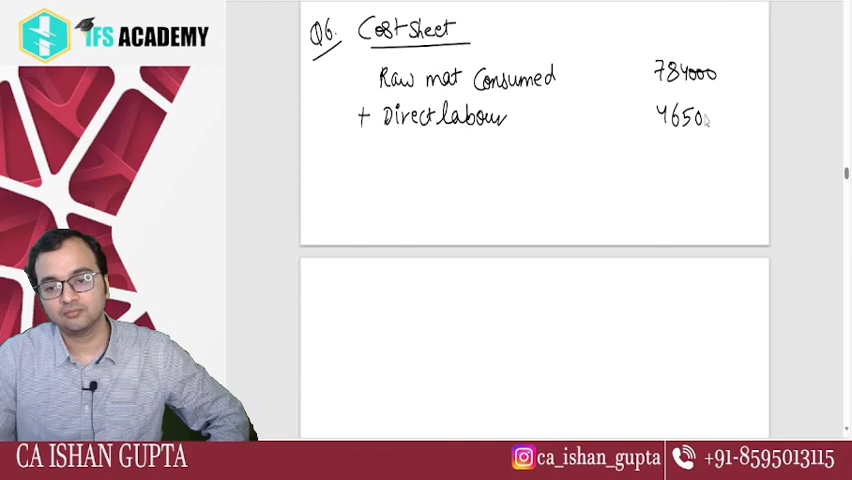 IFS ACADEMY
Q6. Cost sheet
Raw mat Consumed 784000
+ Direct labour 4650
CA ISHAN GUPTA
ca_ishan_gupta
+91-8595013115